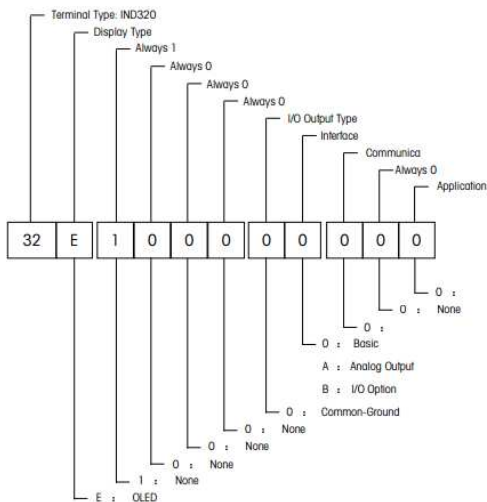 Terminal Type: IND320
Display Type
Always 1
Always 0
Always 0
Always 0
I/O Output Type
Interface
Communica
Always 0
Application
32 E 1 0 0 0 0 0 0 0 0
0 :
0 : None
0 :
0 : Basic
A : Analog Output
B : I/O Option
0 : Common-Ground
0 : None
0 : None
0 : None
1 : None
E : OLED